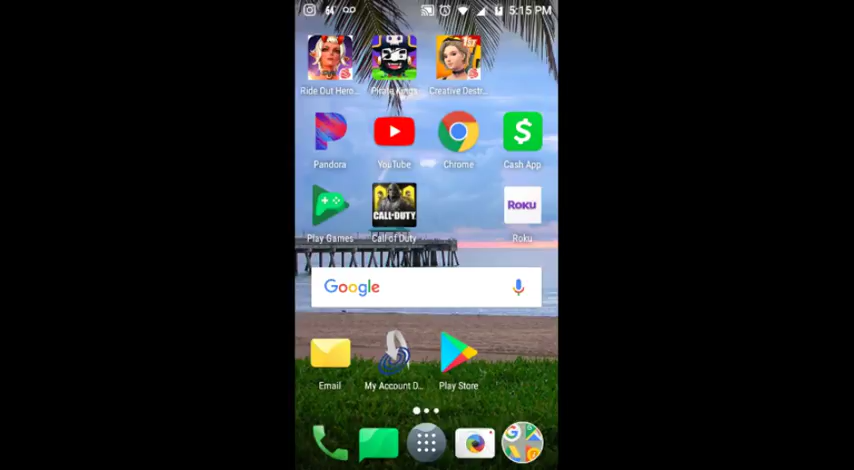 64 5:15 PM
Ride Out Hero... Pirate Kings Creative Destr...
Pandora YouTube Chrome Cash App
CALL OF DUTY
ROKU
Play Games Call of Duty Roku
Google
Email My Account D... Play Store